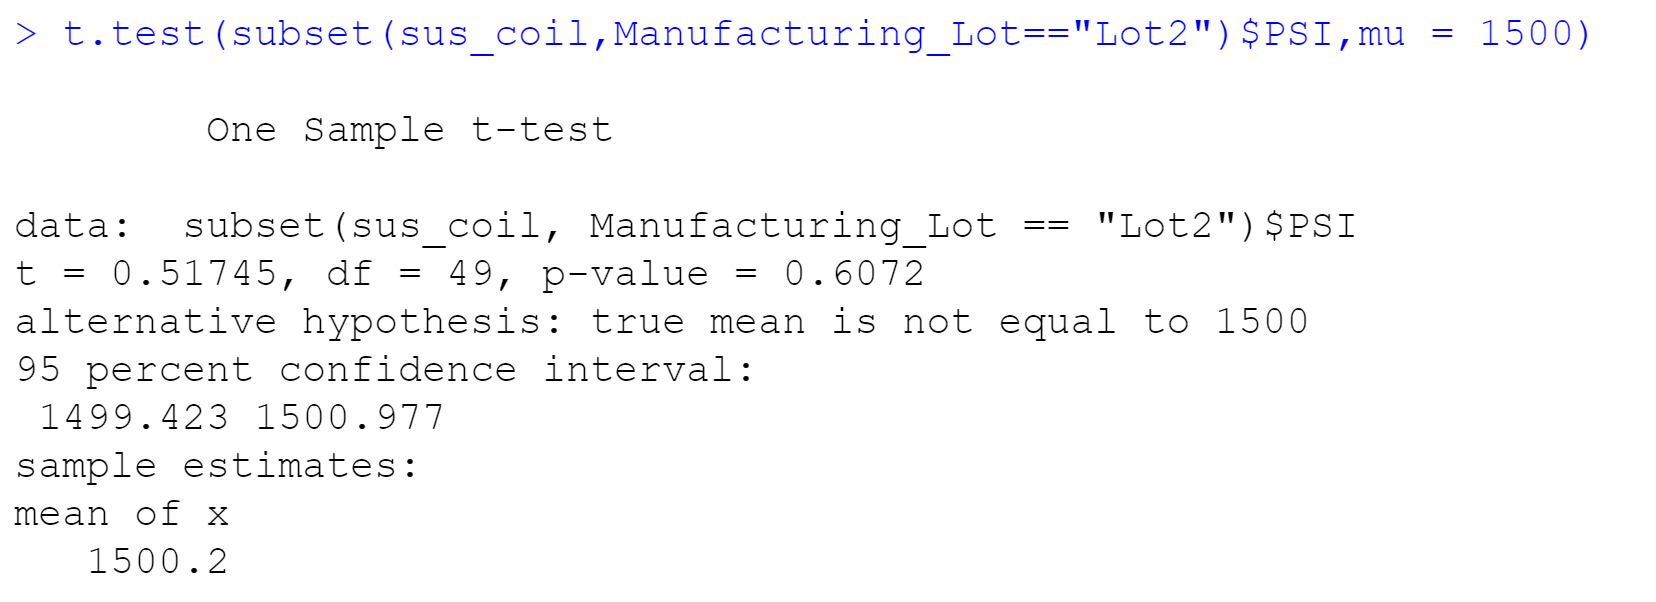 > t.test(subset(sus_coil,Manufacturing_Lot=="Lot2")$PSI,mu = 1500)
One Sample t-test
data:  subset(sus_coil, Manufacturing_Lot == "Lot2")$PSI
t = 0.51745, df = 49, p-value = 0.6072
alternative hypothesis: true mean is not equal to 1500
95 percent confidence interval:
1499.423 1500.977
sample estimates:
mean of x
1500.2